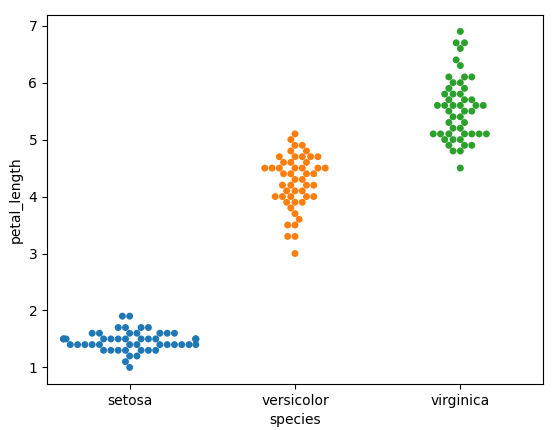 7
6
5
4
3
2
1
petal_length
setosa
versicolor
virginica
species